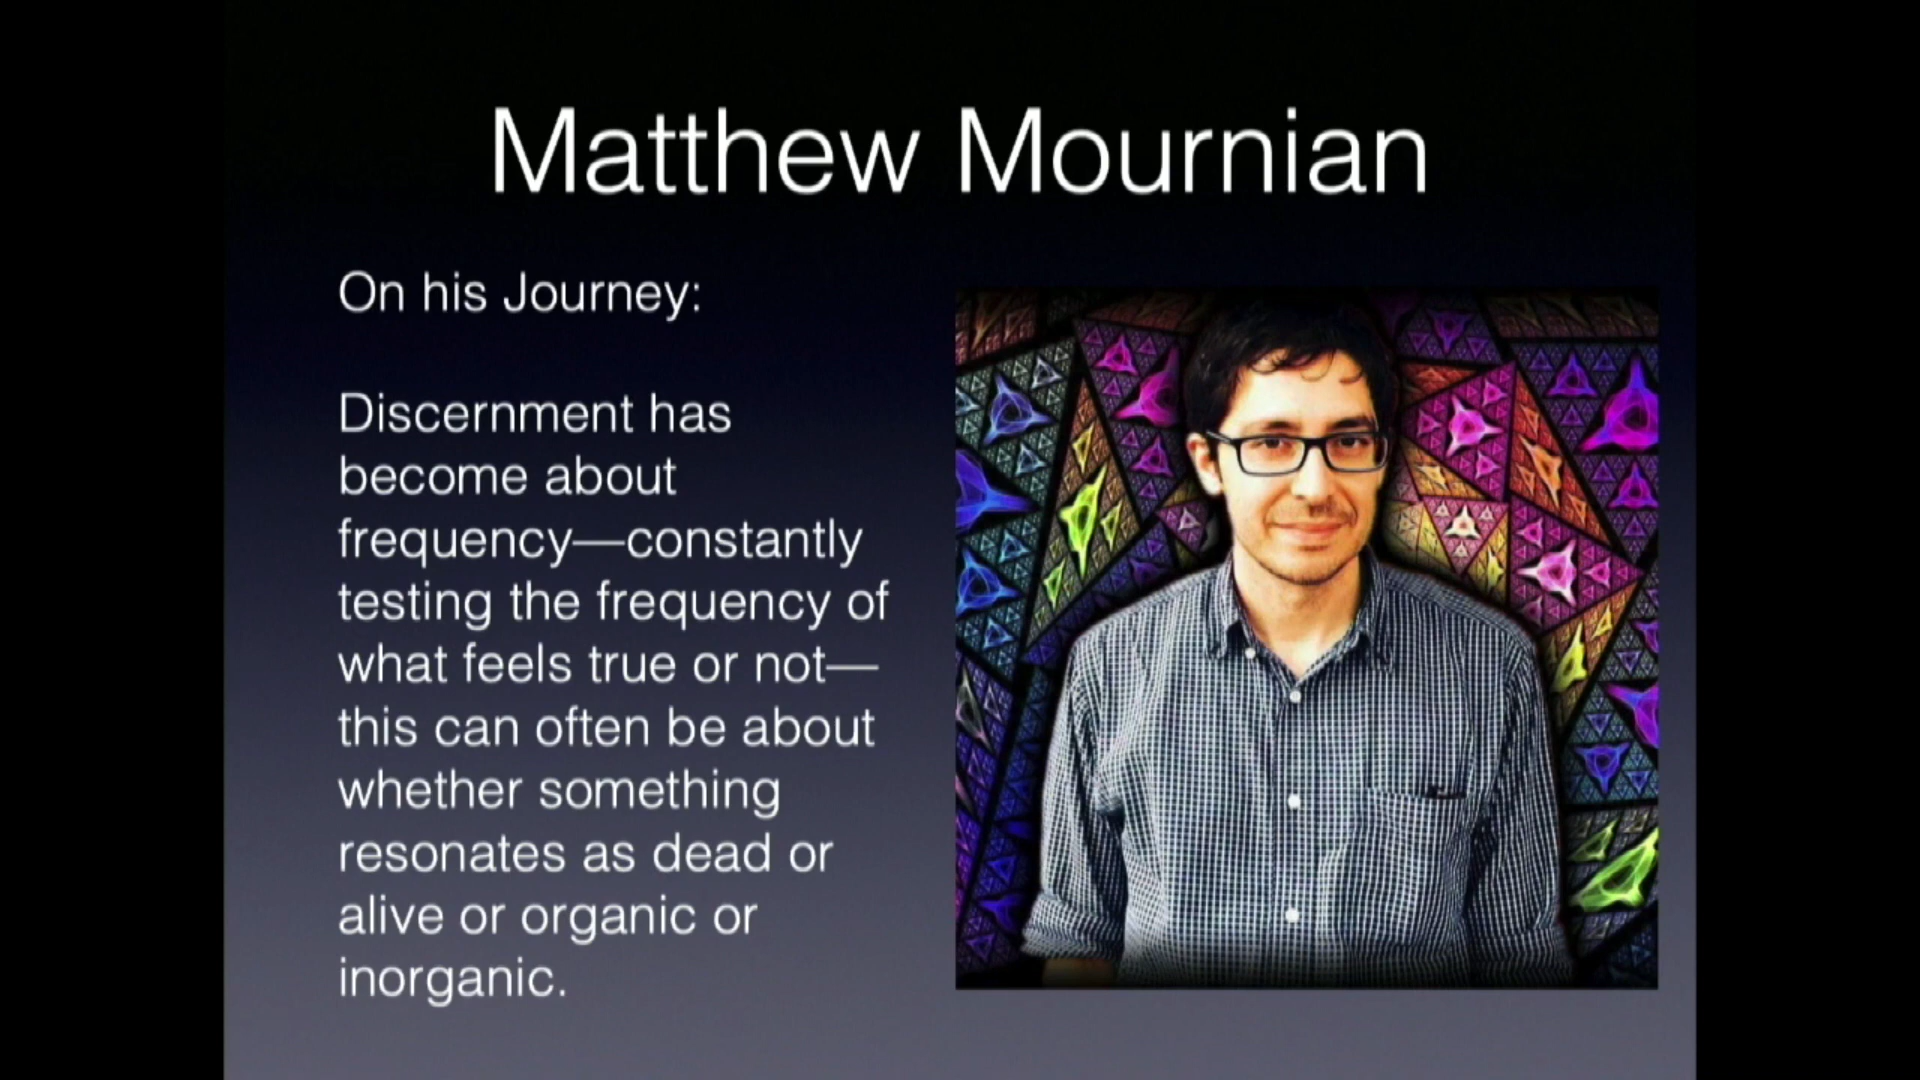 Matthew Mournian
On his Journey:
Discernment has
become about
frequency—constantly
testing the frequency of
what feels true or not—
this can often be about
whether something
resonates as dead or
alive or organic or
inorganic.